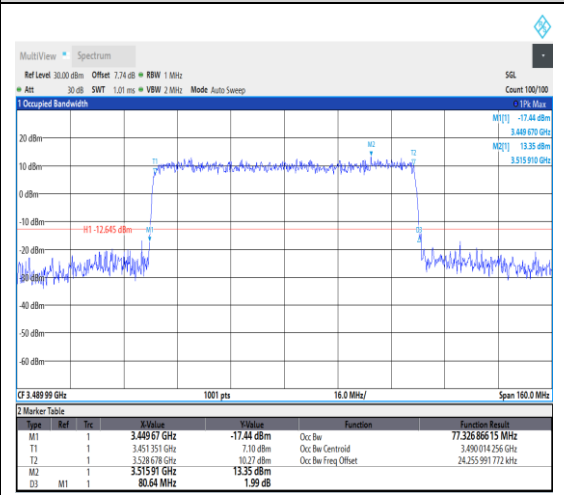 MultiView Spectrum
Ref Level 30.00 dBm Offset 7.74 dB RBW 1 MHz SGL
Att 30 dB SWT 1.01 ms VBW 2 MHz Mode Auto Sweep Count 100/100
1 Occupied Bandwidth 1Pk Max
M1[1] -17.44 dBm
3.449 670 GHz
M2[1] 13.35 dBm
3.515 910 GHz
20 dBm
M2
T2
T1
10 dBm
0 dBm
-10 dBm
H1 -12.645 dBm
M1
D3
-20 dBm
-30 dBm
-40 dBm
-50 dBm
-60 dBm
CF 3.489 99 GHz 1001 pts 16.0 MHz/ Span 160.0 MHz
2 Marker Table
Type Ref Trc X-Value Y-Value Function Function Result
M1 1 3.449 67 GHz -17.44 dBm Occ Bw 77.326 866 15 MHz
T1 1 3.451 351 GHz 7.10 dBm Occ Bw Centroid 3.490 014 256 GHz
T2 1 3.528 678 GHz 10.27 dBm Occ Bw Freq Offset 24.255 991 772 kHz
M2 1 3.515 91 GHz 13.35 dBm
D3 M1 1 80.64 MHz 1.99 dB